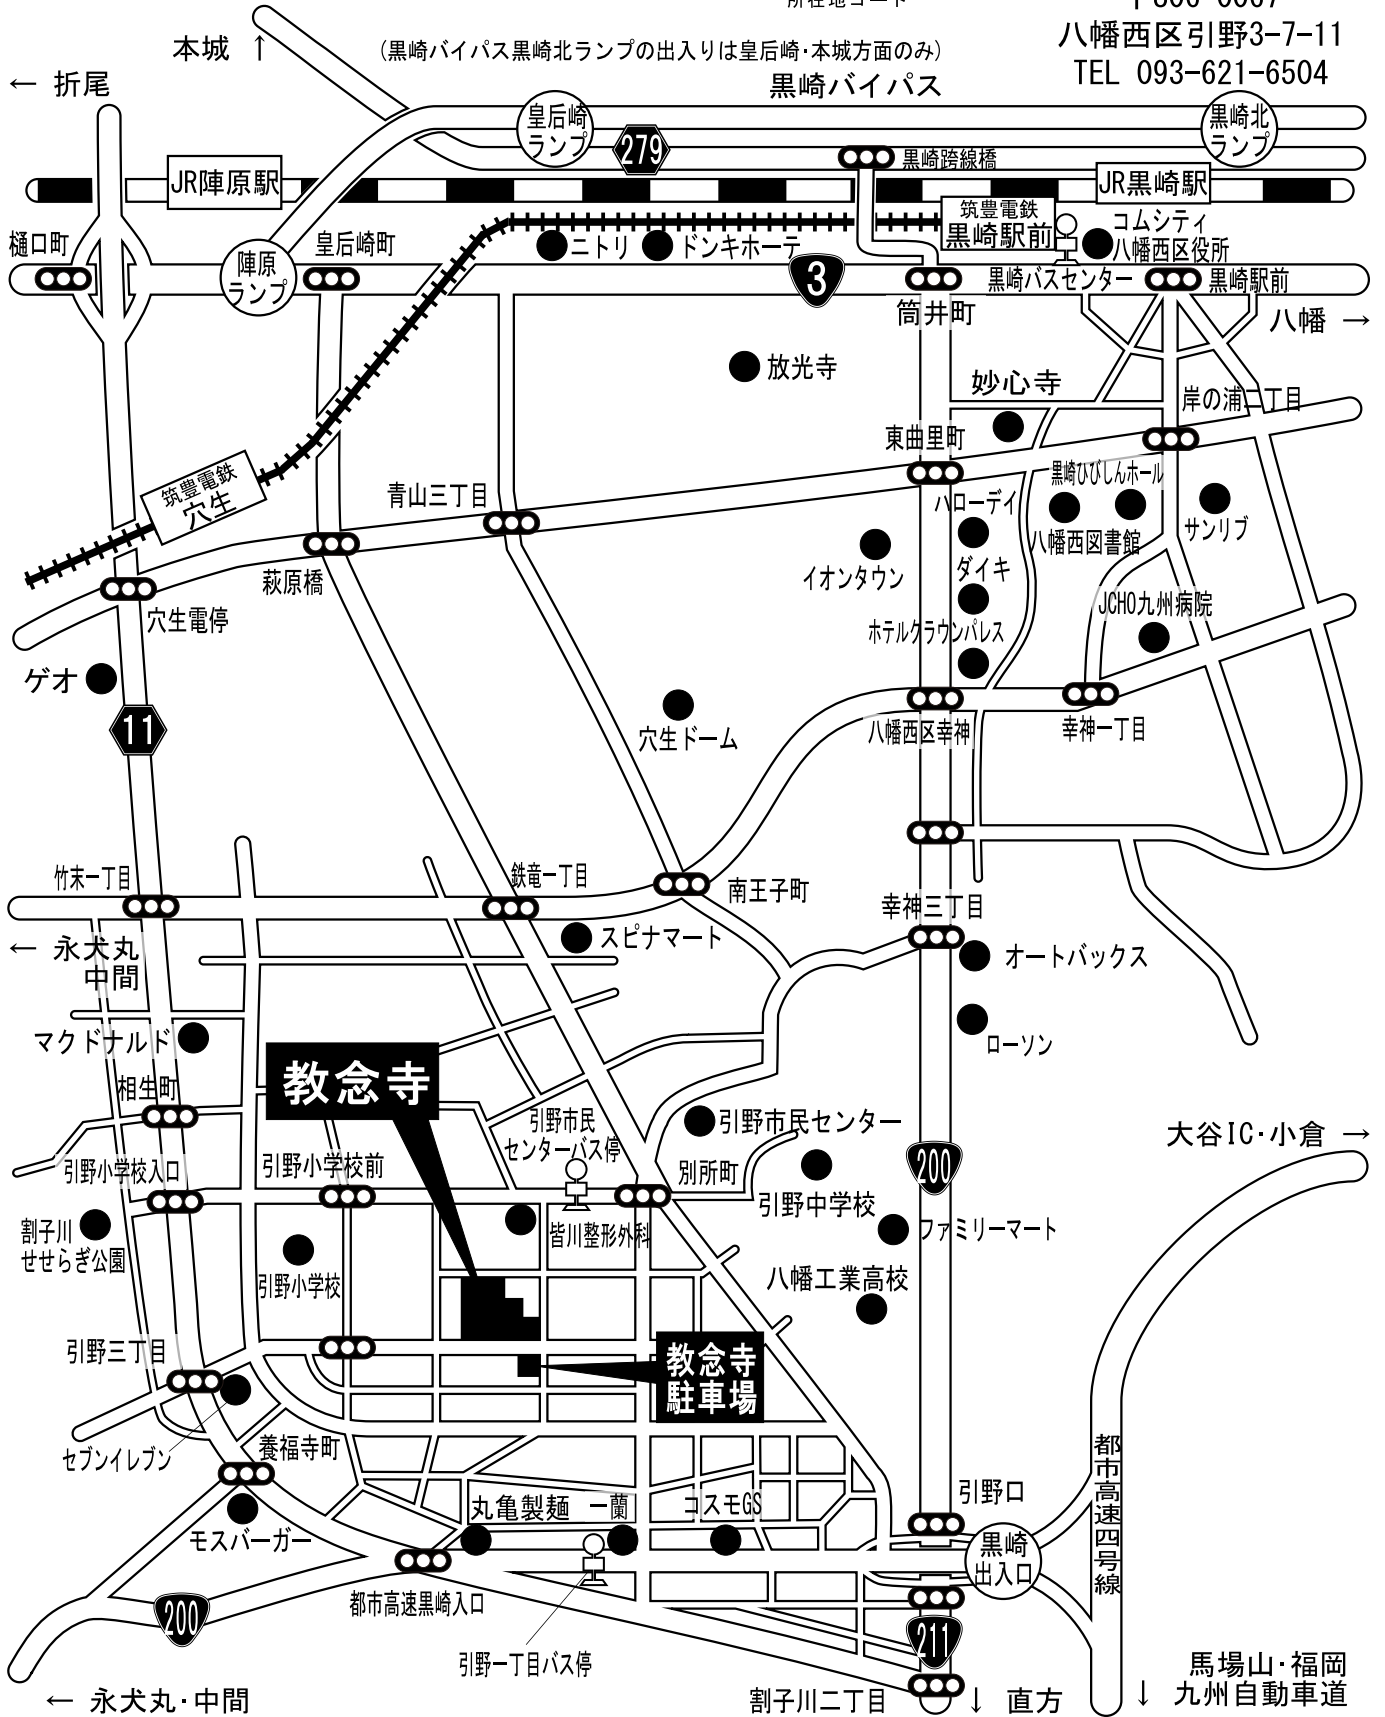 所在地コード
〒806-0067
八幡西区引野3-7-11
TEL 093-621-6504
本城 ↑
(黒崎バイパス黒崎北ランプの出入りは皇后崎・本城方面のみ)
← 折尾
黒崎バイパス
皇后崎
ランプ
黒崎北
ランプ
279
黒崎跨線橋
JR陣原駅
JR黒崎駅
筑豊電鉄
黒崎駅前
コムシティ
八幡西区役所
樋口町
陣原
ランプ
皇后崎町
ニトリ
ドンキホーテ
3
黒崎バスセンター
黒崎駅前
筒井町
八幡 →
放光寺
妙心寺
岸の浦二丁目
東曲里町
黒崎ひびしんホール
筑豊電鉄
穴生
青山三丁目
ハローデイ
サンリブ
八幡西図書館
萩原橋
イオンタウン
ダイキ
穴生電停
JCHO九州病院
ホテルクラウンパレス
ゲオ
11
穴生ドーム
八幡西区幸神
幸神一丁目
竹末一丁目
鉄竜一丁目
南王子町
幸神三丁目
← 永犬丸
中間
スピナマート
オートバックス
マクドナルド
ローソン
教念寺
相生町
引野市民
センターバス停
引野市民センター
大谷IC・小倉 →
引野小学校入口
引野小学校前
別所町
200
引野中学校
割子川
せせらぎ公園
皆川整形外科
ファミリーマート
引野小学校
八幡工業高校
引野三丁目
教念寺
駐車場
セブンイレブン
養福寺町
都市高速四号線
丸亀製麺
一蘭
コスモGS
引野口
モスバーガー
黒崎
出入口
200
都市高速黒崎入口
211
引野一丁目バス停
馬場山・福岡
↓ 九州自動車道
← 永犬丸・中間
割子川二丁目
↓ 直方